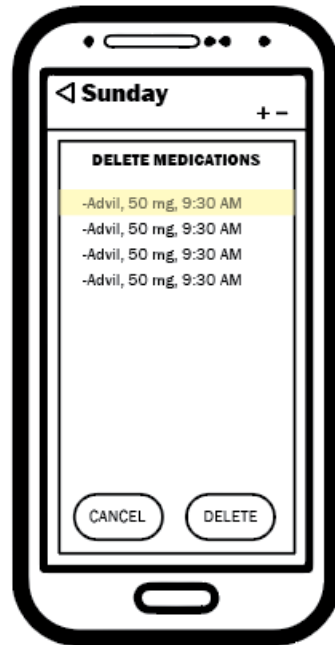 Sunday
+ -
DELETE MEDICATIONS
-Advil, 50 mg, 9:30 AM
-Advil, 50 mg, 9:30 AM
-Advil, 50 mg, 9:30 AM
-Advil, 50 mg, 9:30 AM
CANCEL DELETE